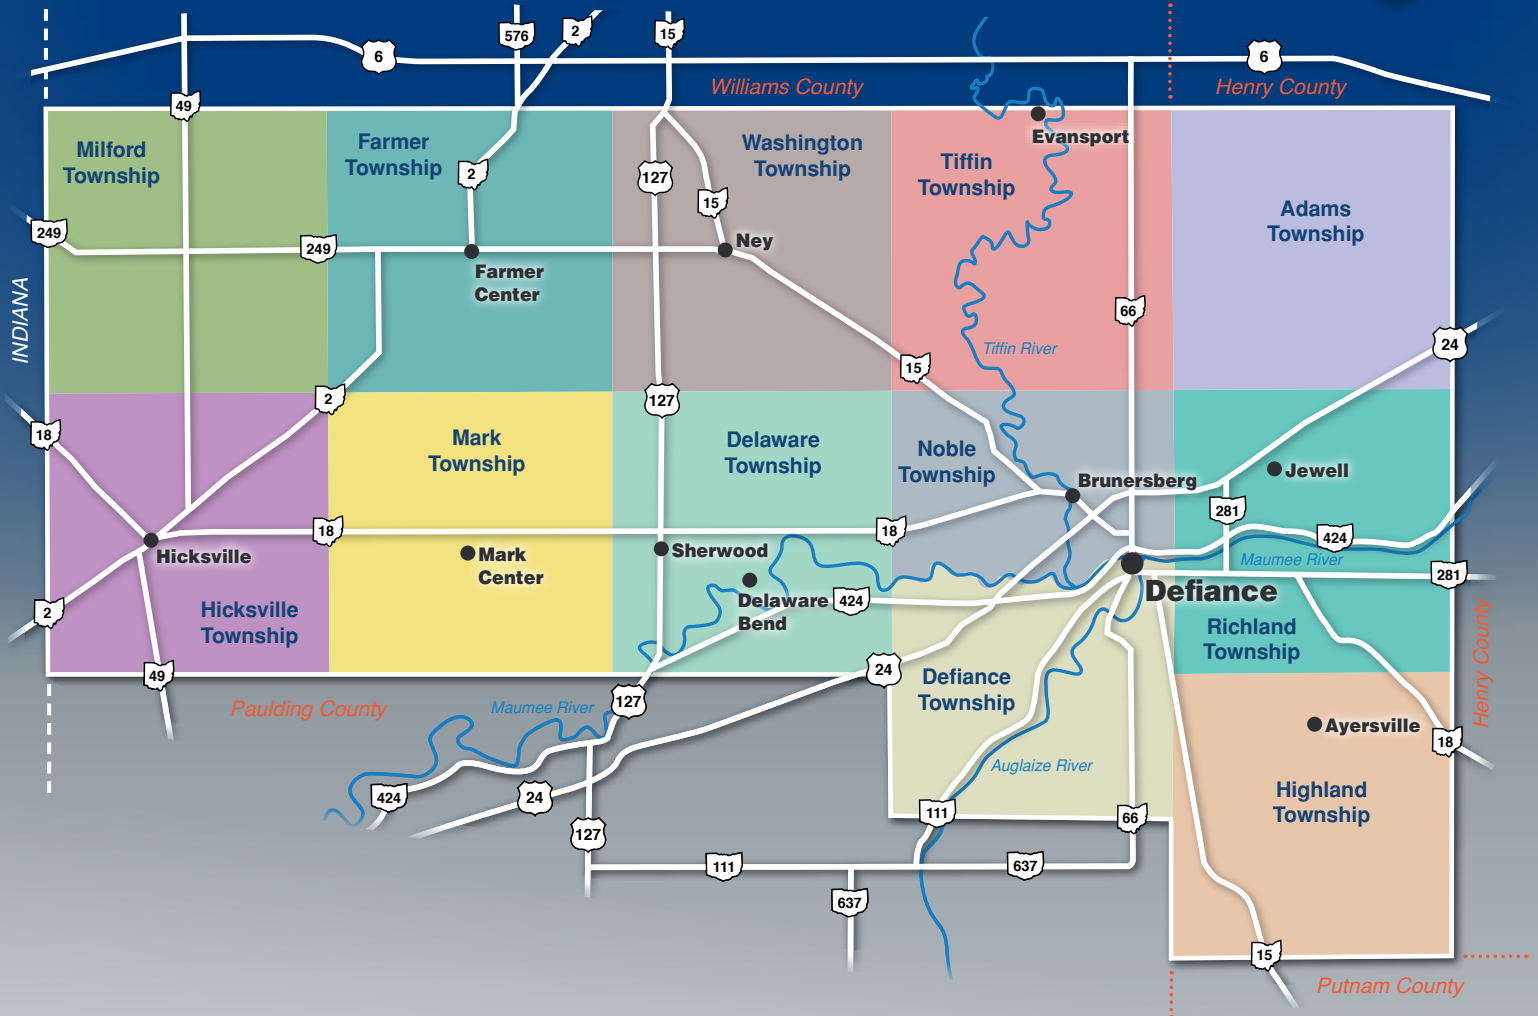 576
2
15
6
6
Williams County
Henry County
49
Evansport
Milford
Township
Farmer
Township
Washington
Township
Tiffin
Township
2
127
15
Adams
Township
249
249
Ney
Farmer
Center
INDIANA
66
Tiffin River
24
15
2
127
18
Mark
Township
Delaware
Township
Noble
Township
Jewell
Brunersberg
281
18
18
424
Hicksville
Mark
Center
Sherwood
Maumee River
281
Defiance
2
Hicksville
Township
Delaware
Bend
424
Richland
Township
Henry County
49
24
Defiance
Township
Paulding County
Maumee River
127
Ayersville
18
Auglaize River
424
24
Highland
Township
111
66
127
111
637
637
15
Putnam County